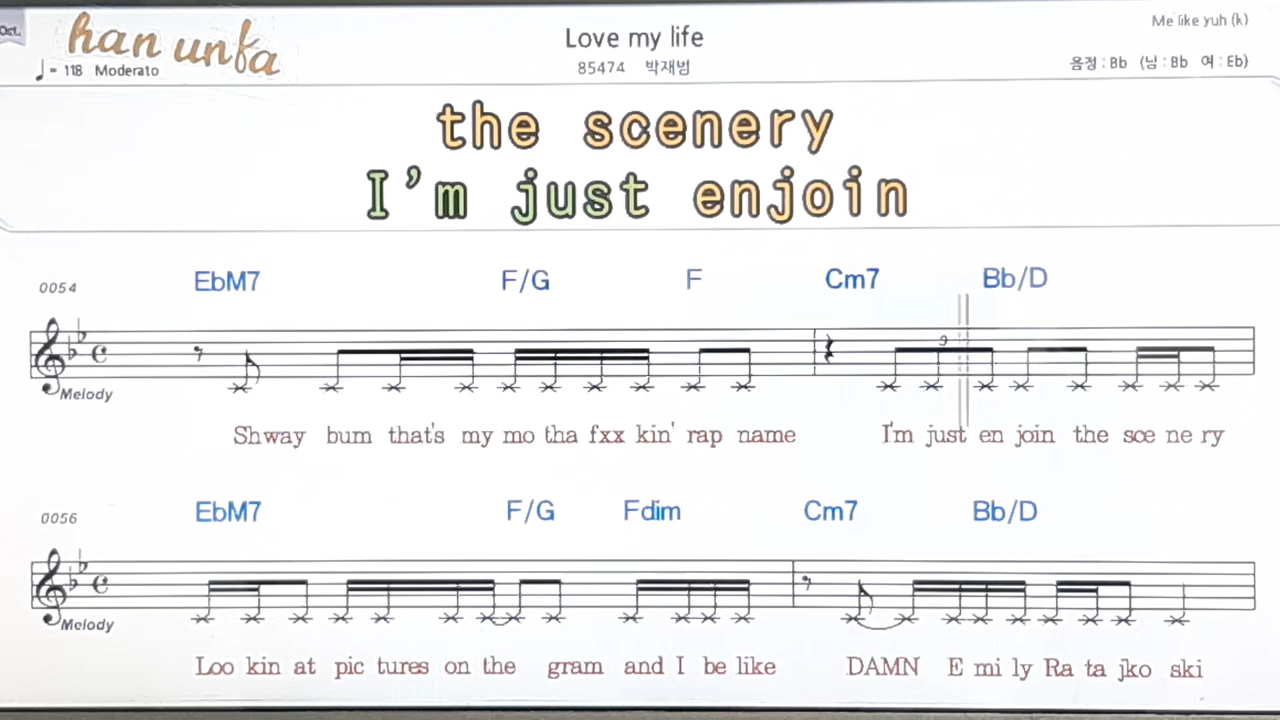 Oct.
han unfa
Love my life
Me like yuh (k)
♩= 118 Moderato
85474 박재범
음정 : Bb (남 : Bb 여 : Eb)
the scenery
I'm just enjoin
EbM7 F/G F Cm7 Bb/D
0054
3
Melody
Shway bum that's my mo tha fxx kin' rap name I'm just en join the sce ne ry
EbM7 F/G Fdim Cm7 Bb/D
0056
Melody
Loo kin at pic tures on the gram and I be like DAMN E mi ly Ra ta jko ski